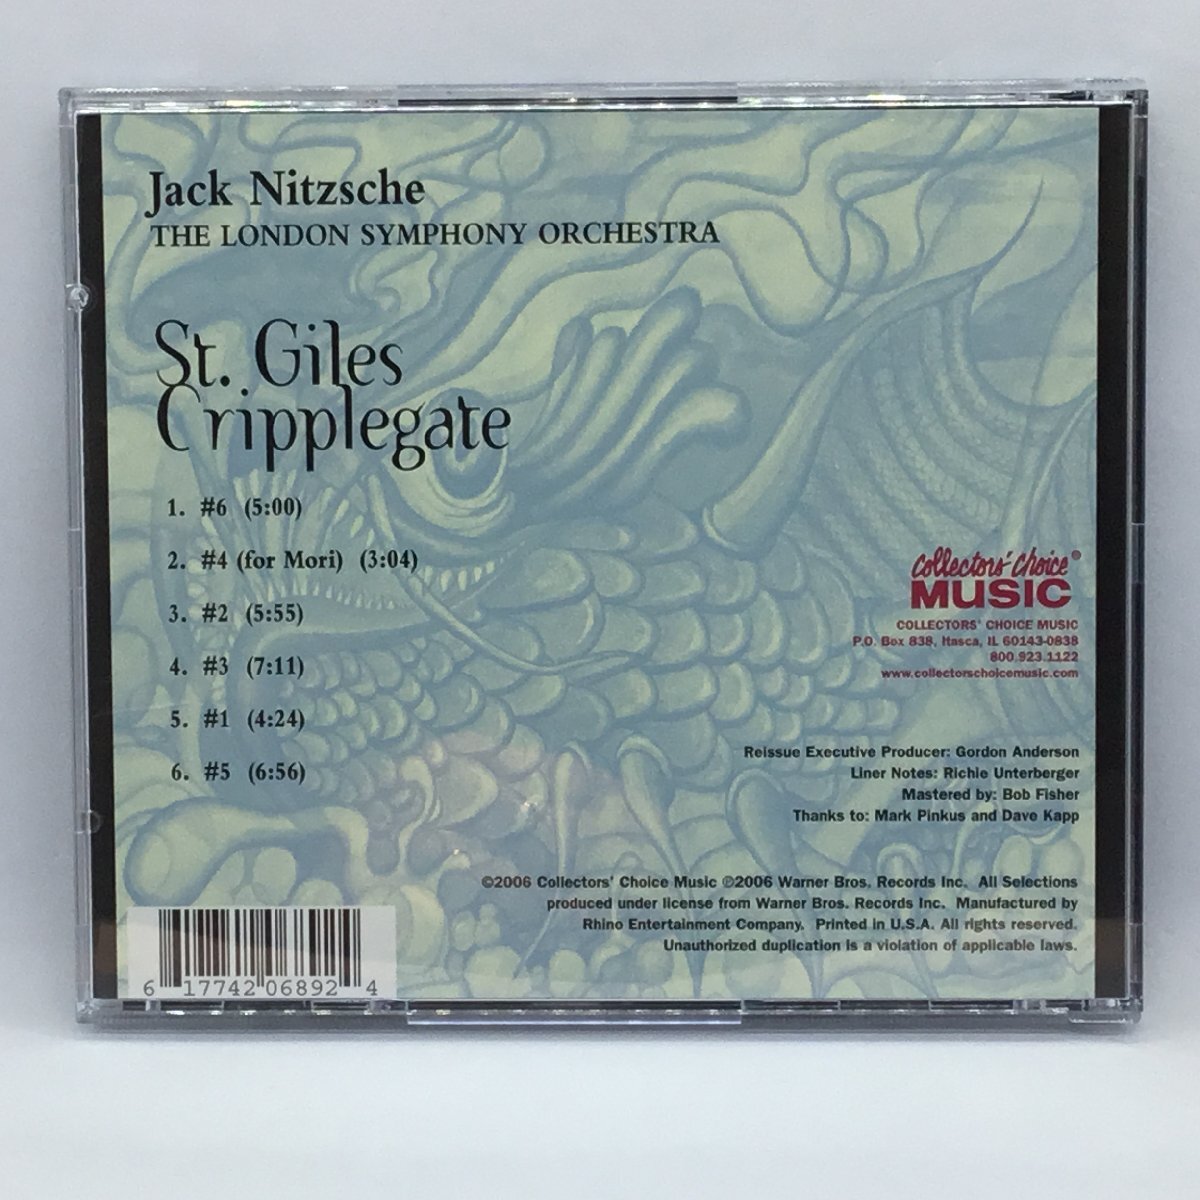 Jack Nitzsche
THE LONDON SYMPHONY ORCHESTRA
St. Giles
Cripplegate
1. #6 (5:00)
2. #4 (for Mori) (3:04)
3. #2 (5:55)
4. #3 (7:11)
5. #1 (4:24)
6. #5 (6:56)
Collectors' Choice®
MUSIC
COLLECTORS' CHOICE MUSIC
P.O. Box 838, Itasca, IL 60143-0838
800.923.1122
www.collectorschoicemusic.com
Reissue Executive Producer: Gordon Anderson
Liner Notes: Richie Unterberger
Mastered by: Bob Fisher
Thanks to: Mark Pinkus and Dave Kapp
©2006 Collectors' Choice Music ℗2006 Warner Bros. Records Inc. All Selections
produced under license from Warner Bros. Records Inc. Manufactured by
Rhino Entertainment Company. Printed in U.S.A. All rights reserved.
Unauthorized duplication is a violation of applicable laws.
6 17742 06892 4